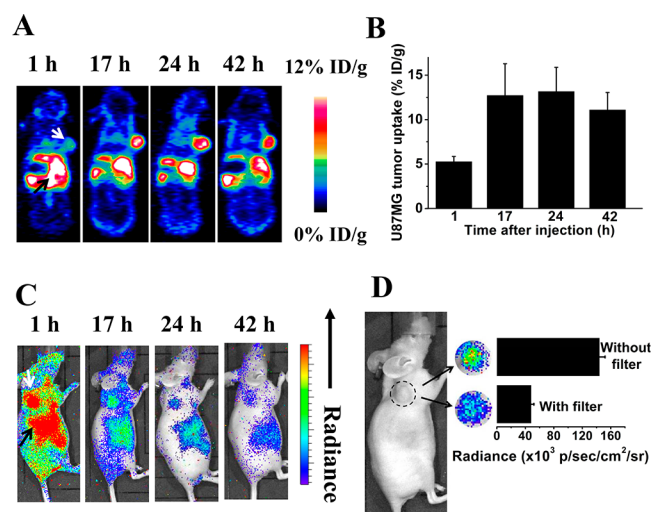 A
1 h 17 h 24 h 42 h
12% ID/g
0% ID/g
B
U87MG tumor uptake (% ID/g)
15
10
5
0
1 17 24 42
Time after injection (h)
C
1 h 17 h 24 h 42 h
Radiance
D
Without
filter
With filter
0 40 80 120 160
Radiance (x10³ p/sec/cm²/sr)